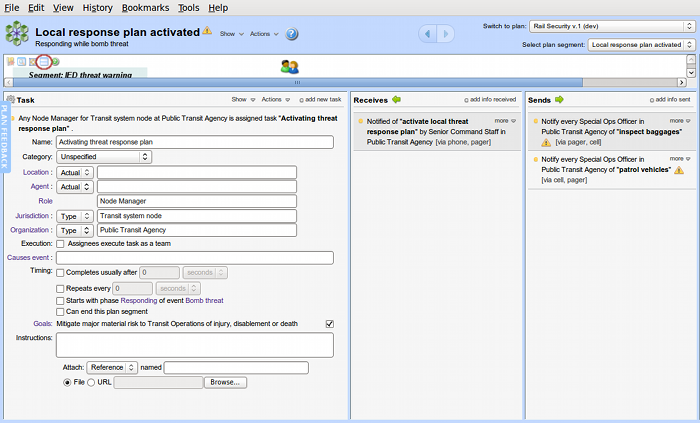 File Edit View History Bookmarks Tools Help
Local response plan activated Show Actions ?
Responding while bomb threat
Switch to plan: Rail Security v.1 (dev)
Select plan segment: Local response plan activated
Segment: IED threat warning
PLAN FEEDBACK
Task Show Actions add new task
Any Node Manager for Transit system node at Public Agency is assigned task "Activating threat
response plan" .
Name: Activating threat response plan
Category: Unspecified
Location : Actual
Agent : Actual
Role Node Manager
Jurisdiction : Type Transit system node
Organization : Type Public Transit Agency
Execution: Assignees execute task as a team
Causes event :
Timing: Completes usually after 0 seconds
Repeats every 0 seconds
Starts with phase Responding of event Bomb threat
Can end this plan segment
Goals: Mitigate major material risk to Transit Operations of injury, disablement or death
Instructions:
Attach: Reference named
File URL Browse...
Receives add info received
Notified of "activate local threat more
response plan" by Senior Command Staff in
Public Transit Agency [via phone, pager]
Sends add info sent
Notify every Special Ops Officer in more
Public Transit Agency of "inspect baggages"
[via pager, cell]
Notify every Special Ops Officer in more
Public Transit Agency of "patrol vehicles"
[via cell, pager]